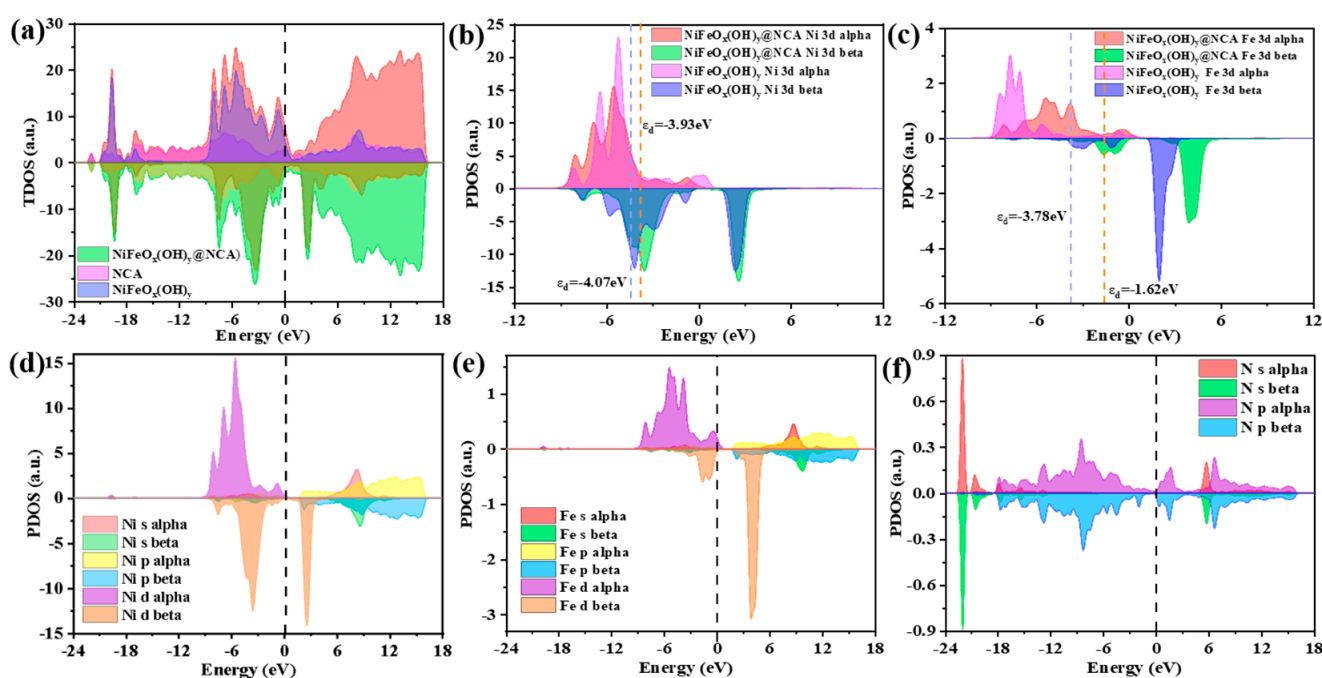 (a)
30
20
10
0
10
20
30
TDOS (a.u.)
NiFeOₓ(OH)ᵧ@NCA)
NCA
NiFeOₓ(OH)ᵧ
-24 -18 -12 -6 0 6 12 18
Energy (eV)
(b)
25
20
15
10
5
0
-5
-10
-15
PDOS (a.u.)
NiFeOₓ(OH)ᵧ@NCA Ni 3d alpha
NiFeOₓ(OH)ᵧ@NCA Ni 3d beta
NiFeOₓ(OH)ᵧ Ni 3d alpha
NiFeOₓ(OH)ᵧ Ni 3d beta
ε_d=-3.93eV
ε_d=-4.07eV
-12 -8 -4 0 4 8 12
Energy (eV)
(c)
4
2
0
-2
-4
-6
PDOS (a.u.)
NiFeOₓ(OH)ᵧ@NCA Fe 3d alpha
NiFeOₓ(OH)ᵧ@NCA Fe 3d beta
NiFeOₓ(OH)ᵧ Fe 3d alpha
NiFeOₓ(OH)ᵧ Fe 3d beta
ε_d=-3.78eV
ε_d=-1.62eV
-12 -6 0 6 12
Energy (eV)
(d)
15
10
5
0
-5
-10
-15
PDOS (a.u.)
Ni s alpha
Ni s beta
Ni p alpha
Ni p beta
Ni d alpha
Ni d beta
-24 -18 -12 -6 0 6 12 18
Energy (eV)
(e)
1
0
-1
-2
-3
PDOS (a.u.)
Fe s alpha
Fe s beta
Fe p alpha
Fe p beta
Fe d alpha
Fe d beta
-24 -18 -12 -6 0 6 12 18
Energy (eV)
(f)
0.9
0.6
0.3
0.0
-0.3
-0.6
-0.9
PDOS (a.u.)
N s alpha
N s beta
N p alpha
N p beta
-24 -18 -12 -6 0 6 12 18
Energy (eV)